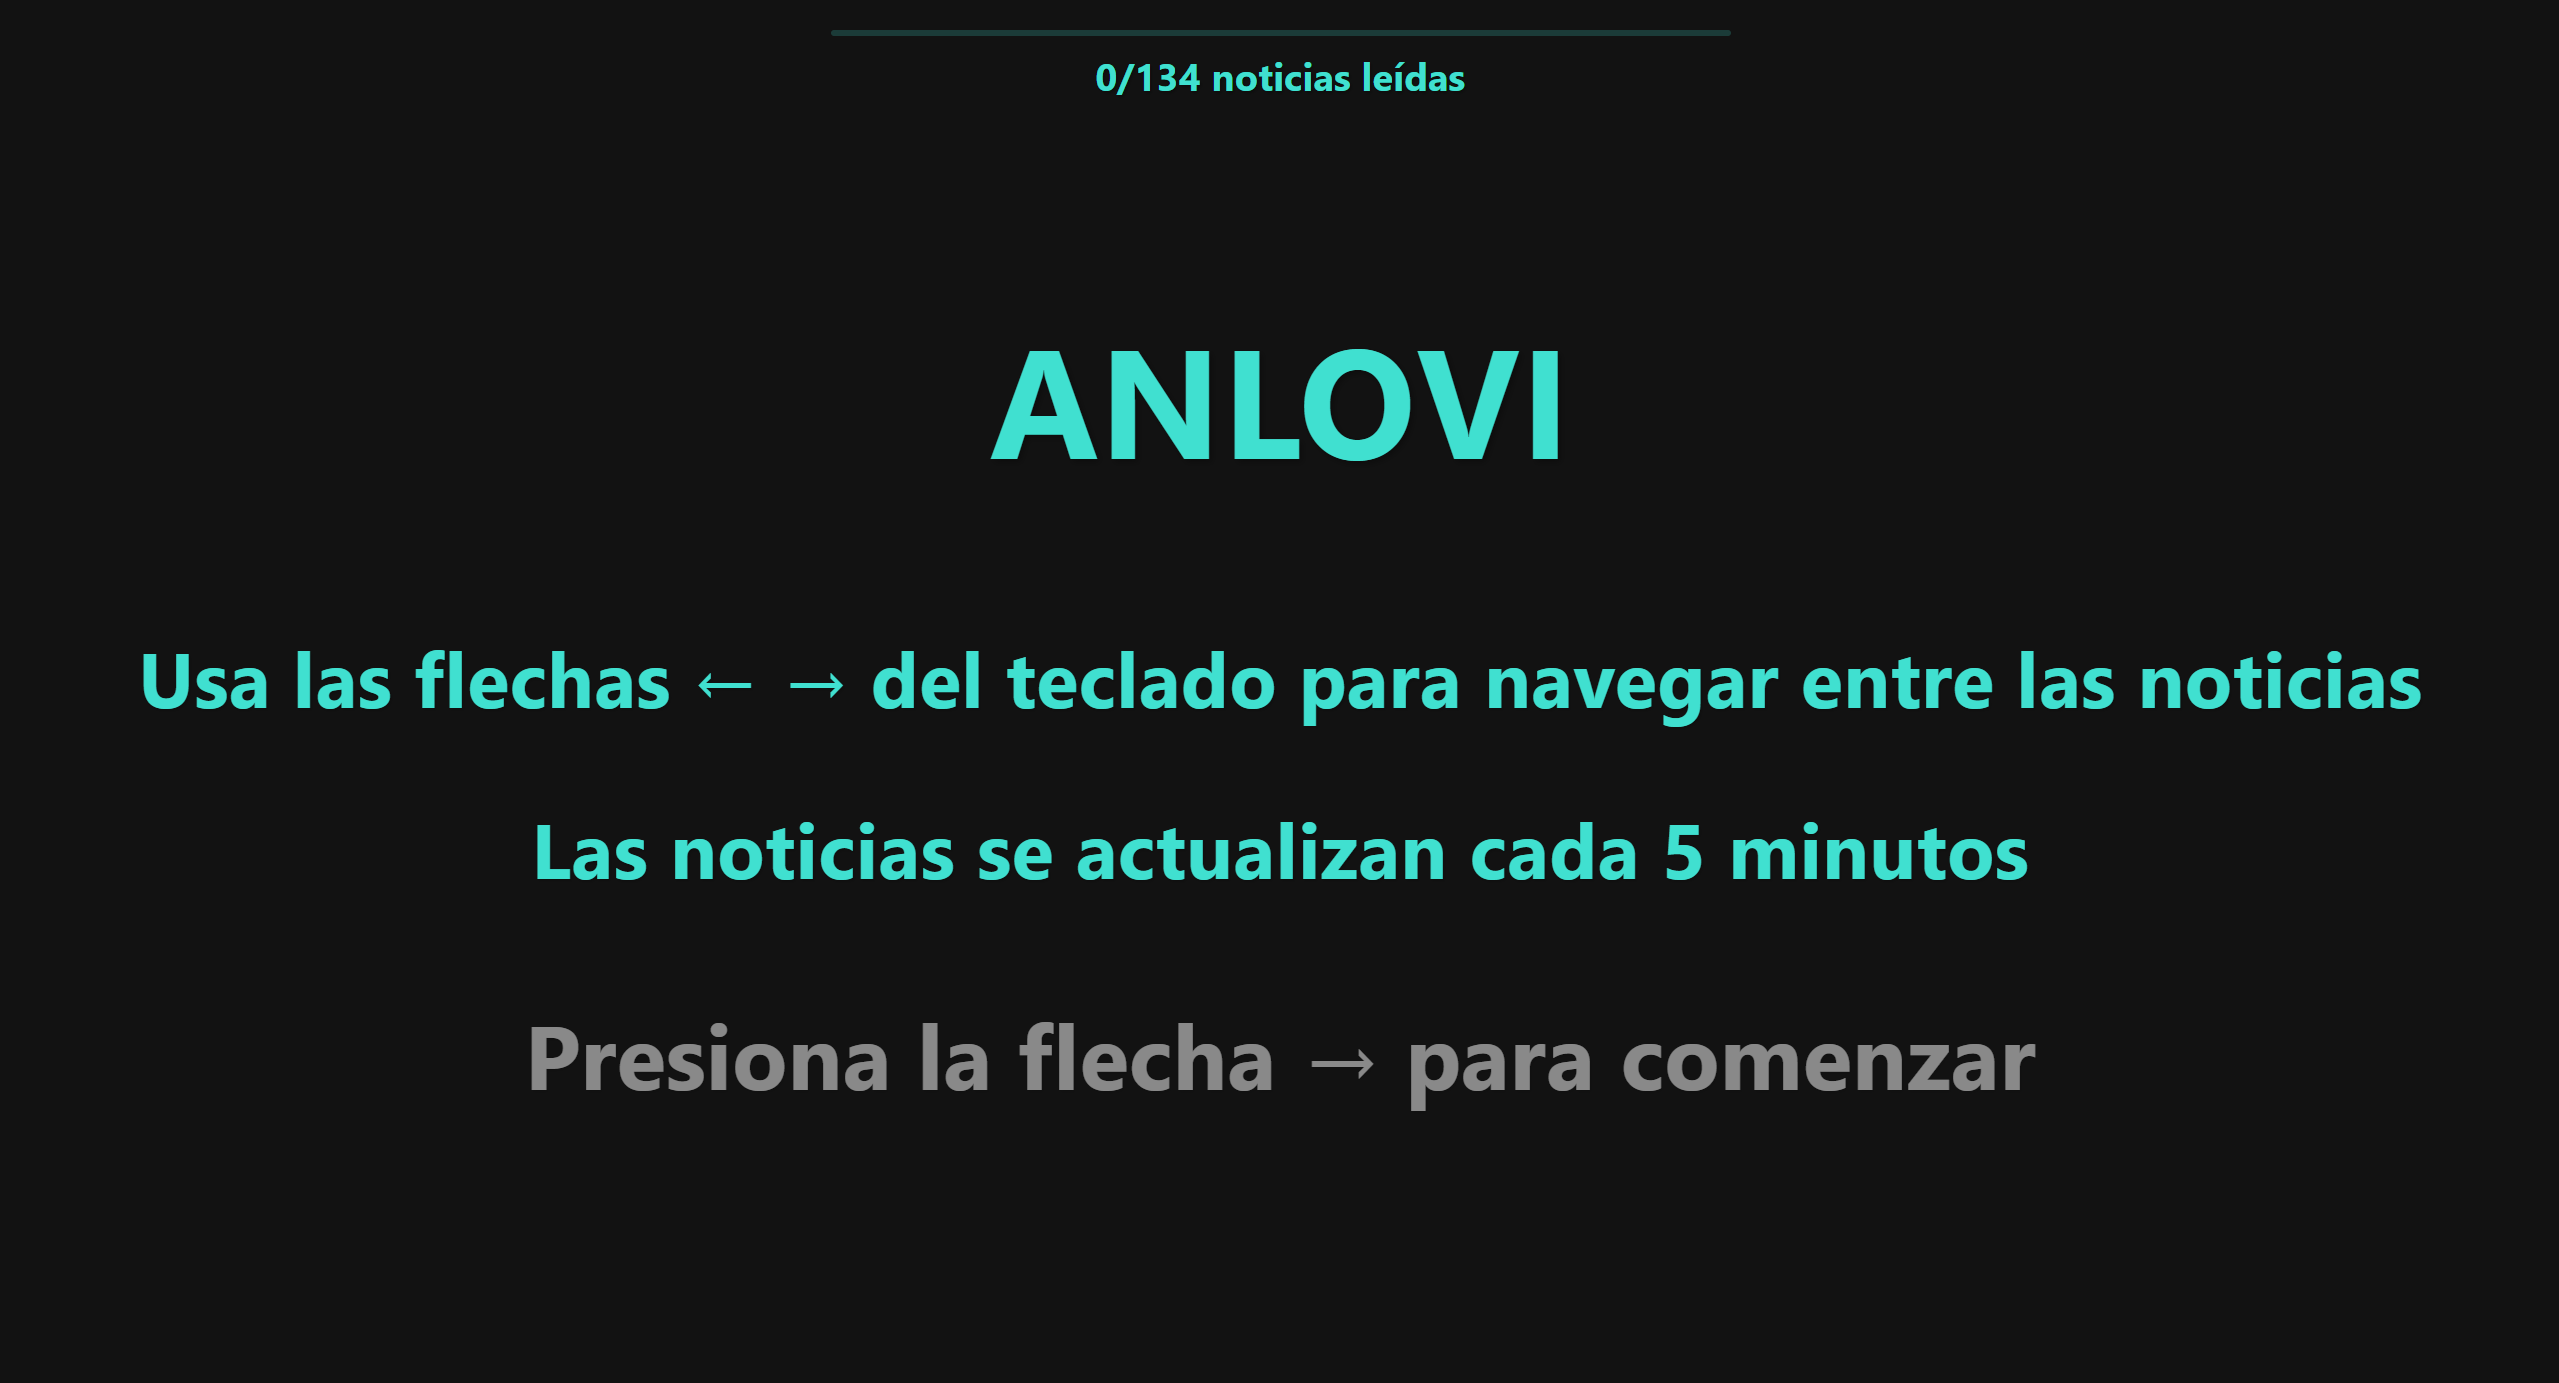 0/134 noticias leídas
ANLOVI
Usa las flechas ← → del teclado para navegar entre las noticias
Las noticias se actualizan cada 5 minutos
Presiona la flecha → para comenzar